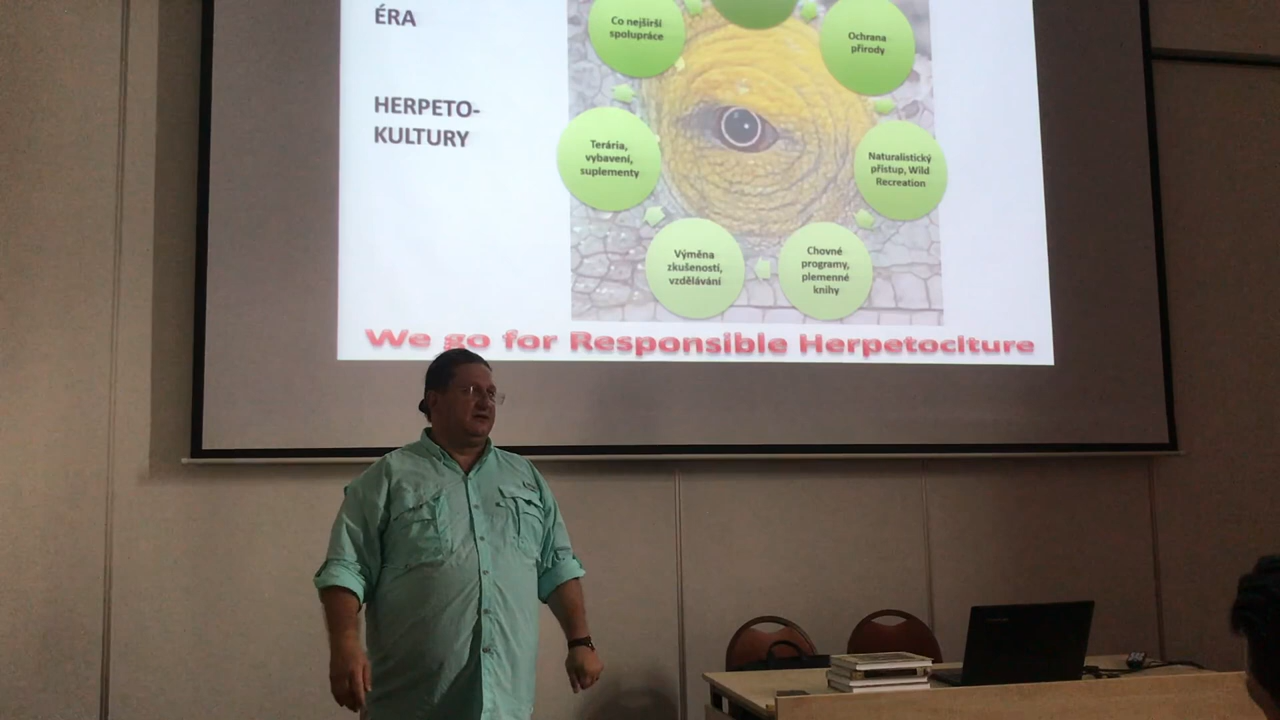 ÉRA
HERPETO-
KULTURY
Co nejširší
spolupráce
Ochrana
přírody
Terária,
vybavení,
suplementy
Naturalistický
přístup, Wild
Recreation
Výměna
zkušeností,
vzdělávání
Chovné
programy,
plemenné
knihy
We go for Responsible Herpetoclture